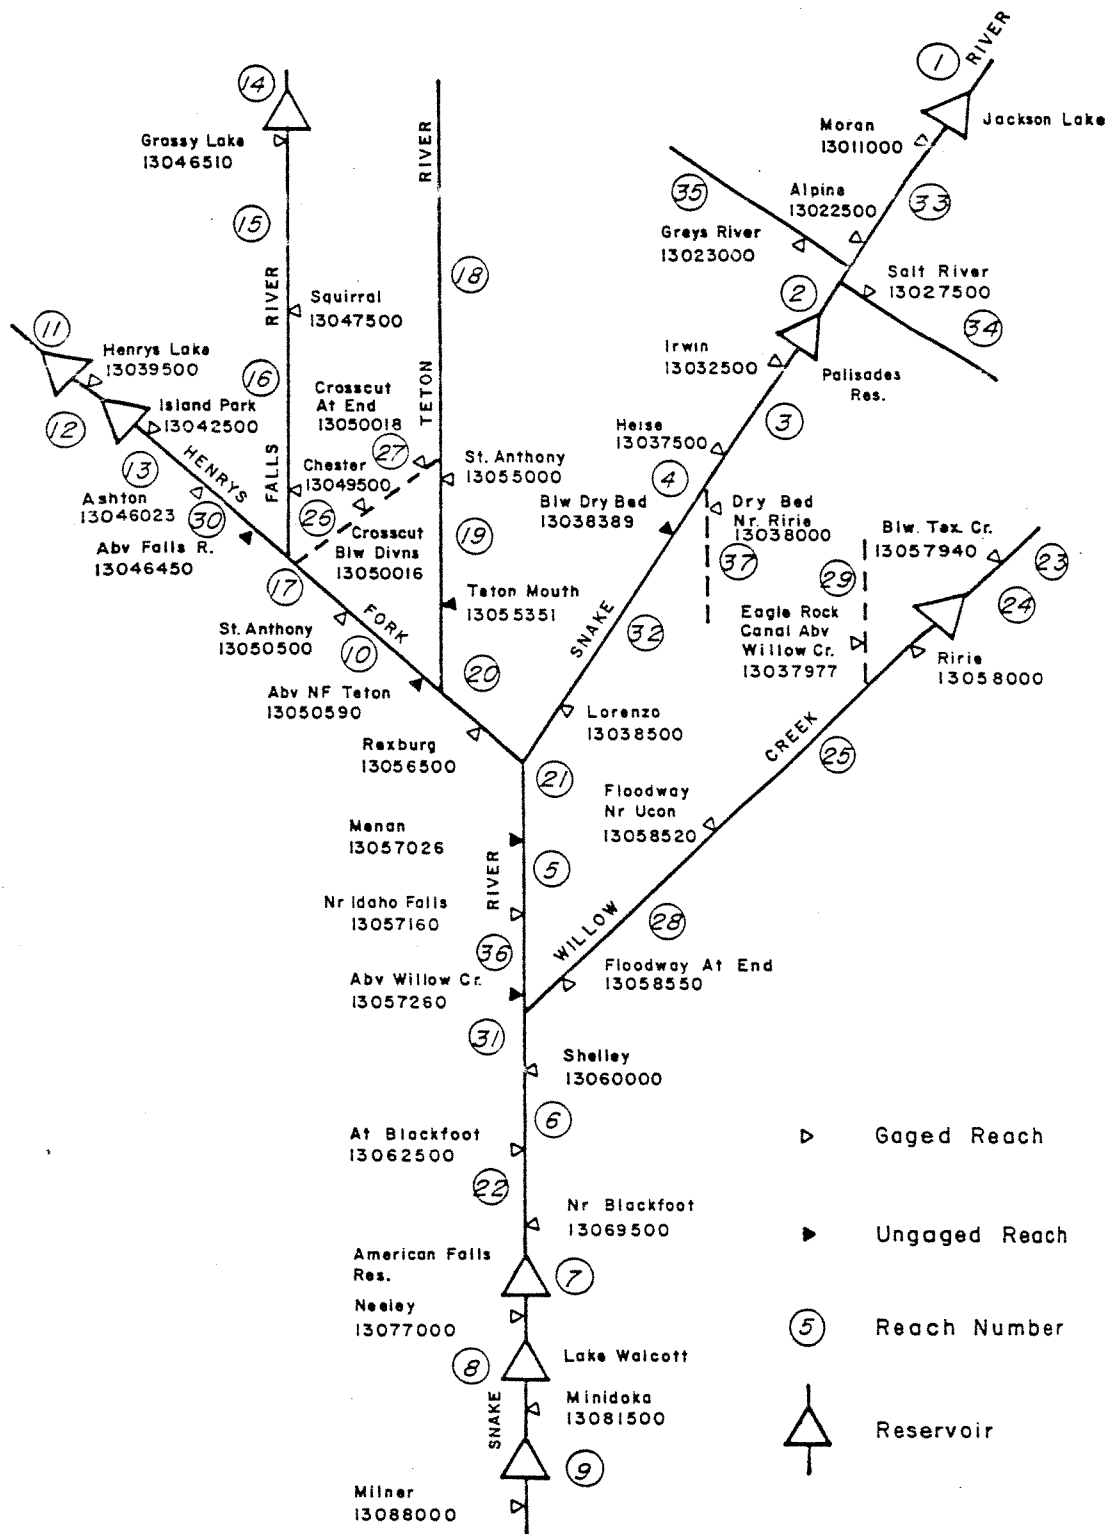 1
RIVER
Jackson Lake
Moran
13011000
33
14
Grassy Lake
13046510
RIVER
35
Alpine
13022500
Greys River
13023000
Salt River
13027500
34
2
15
18
RIVER
Squirral
13047500
Irwin
13032500
Palisades
Res.
3
11
Henrys Lake
13039500
16
Island Park
13042500
12
Crosscut
At End
13050018
TETON
27
HENRYS
FALLS
13
Chester
13049500
St. Anthony
13055000
Heise
13037500
4
Ashton
13046023
30
26
Blw Dry Bed
13038389
Dry Bed
Nr. Ririe
13038000
37
Abv Falls R.
13046450
Crosscut
Blw Divns
13050016
19
Blw. Tex. Cr.
13057940
23
29
24
17
Teton Mouth
13055351
FORK
St. Anthony
13050500
10
SNAKE
32
Eagle Rock
Canal Abv
Willow Cr.
13037977
Ririe
13058000
20
Abv NF Teton
13050590
Lorenzo
13038500
CREEK
25
Rexburg
13056500
21
Floodway
Nr Ucon
13058520
Menan
13057026
5
RIVER
Nr Idaho Falls
13057160
28
WILLOW
36
Floodway At End
13058550
Abv Willow Cr.
13057260
31
Shelley
13060000
6
At Blackfoot
13062500
22
Nr Blackfoot
13069500
American Falls
Res.
7
Neeley
13077000
8
Lake Walcott
SNAKE
Minidoka
13081500
9
Milner
13088000
Gaged Reach
Ungaged Reach
5
Reach Number
Reservoir